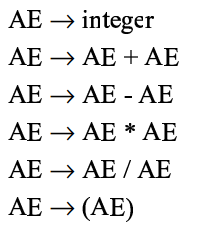 AE → integer
AE → AE + AE
AE → AE - AE
AE → AE * AE
AE → AE / AE
AE → (AE)